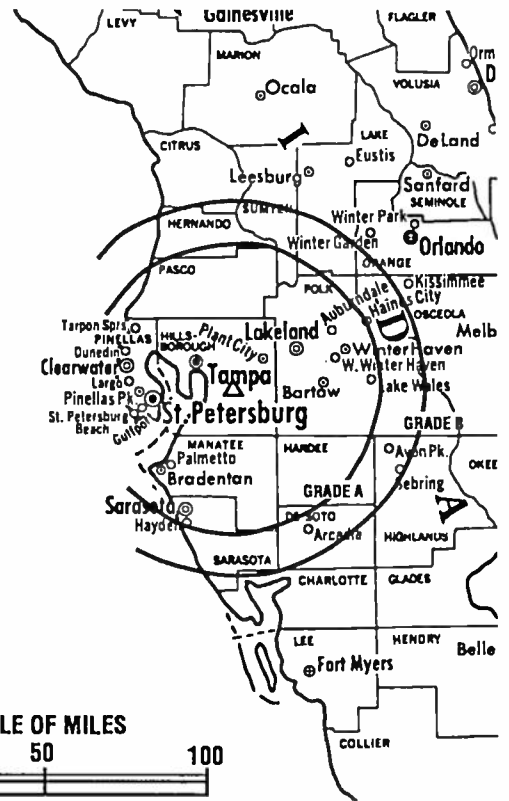 Gainesville
LEVY
FLAGLER
Orm
D
MARION
VOLUSIA
Ocala
I
CITRUS
LAKE
DeLand
Eustis
Leesburg
Sanford
SEMINOLE
SUMTER
HERNANDO
Winter Park
Winter Garden
Orlando
ORANGE
PASCO
POLK
Kissimmee
Auburndale
Haines City
OSCEOLA
D
Melb
Tarpon Sprs.
PINELLAS
HILLS-
BOROUGH
Plant City
Lakeland
Dunedin
Clearwater
Winter Haven
W. Winter Haven
Largo
Tampa
Lake Wales
Pinellas Pk.
Bartow
St. Petersburg
St. Petersburg
Beach
Gulfport
GRADE B
MANATEE
HARDEE
Avon Pk.
Palmetto
Bradentan
OKEE
Sebring
GRADE A
A
Sarasota
Hayden
DE SOTO
Arcadia
HIGHLANDS
SARASOTA
CHARLOTTE
GLADES
LEE
HENDRY
Belle
Fort Myers
COLLIER
LE OF MILES
50 100